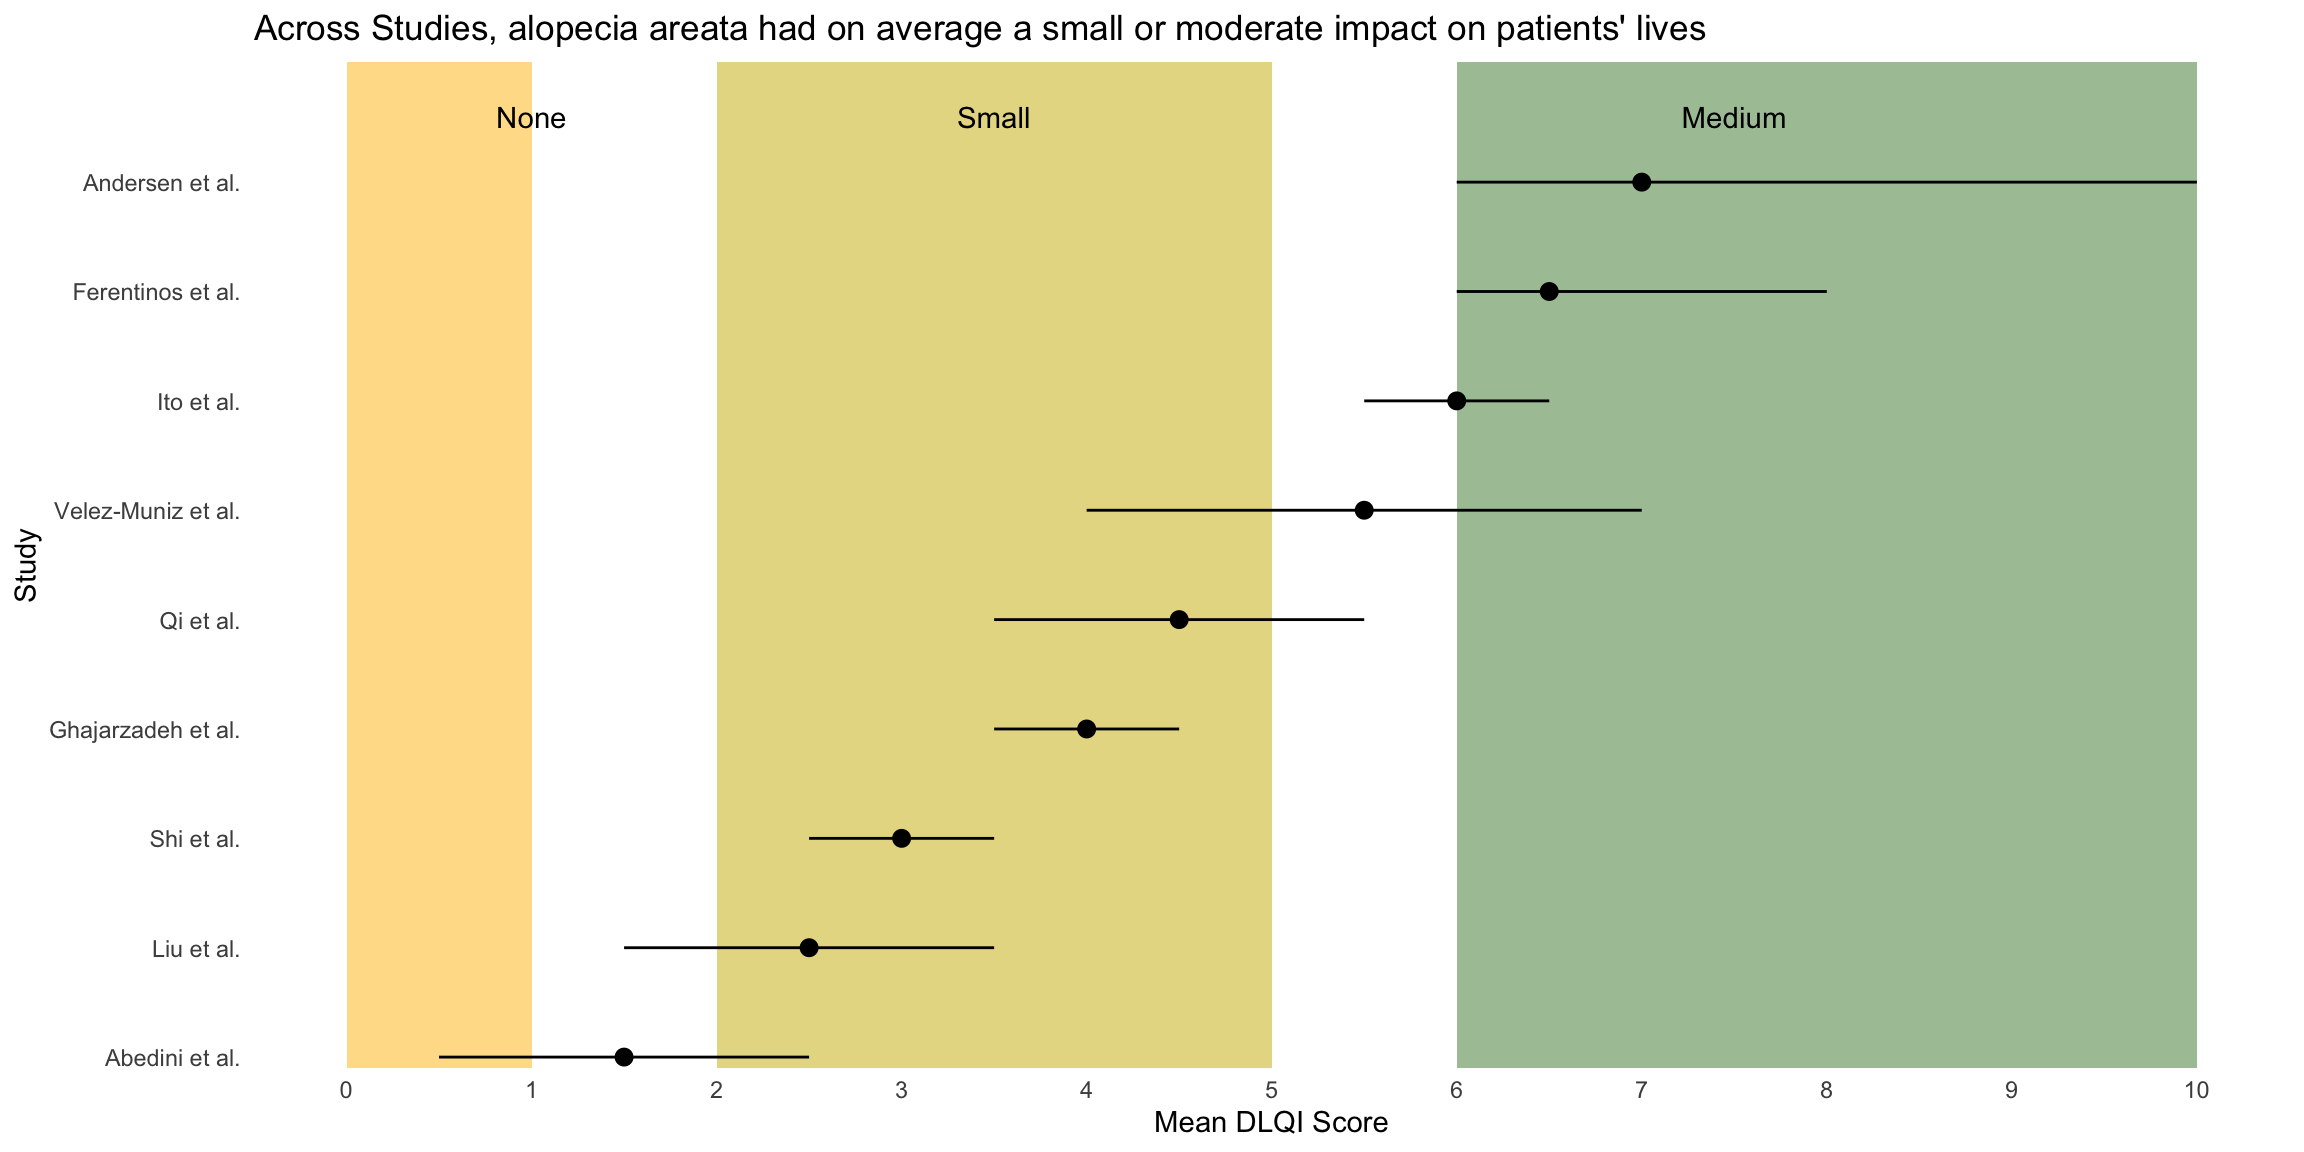 Across Studies, alopecia areata had on average a small or moderate impact on patients' lives
None
Small
Medium
Andersen et al.
Ferentinos et al.
Ito et al.
Velez-Muniz et al.
Study
Qi et al.
Ghajarzadeh et al.
Shi et al.
Liu et al.
Abedini et al.
0 1 2 3 4 5 6 7 8 9 10
Mean DLQI Score